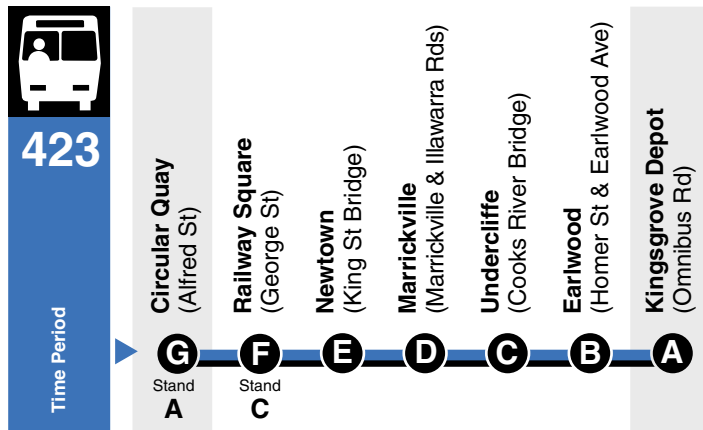 423
Time Period
Circular Quay
(Alfred St)
Railway Square
(George St)
Newtown
(King St Bridge)
Marrickville
(Marrickville & Illawarra Rds)
Undercliffe
(Cooks River Bridge)
Earlwood
(Homer St & Earlwood Ave)
Kingsgrove Depot
(Omnibus Rd)
G F E D C B A
Stand
A
Stand
C